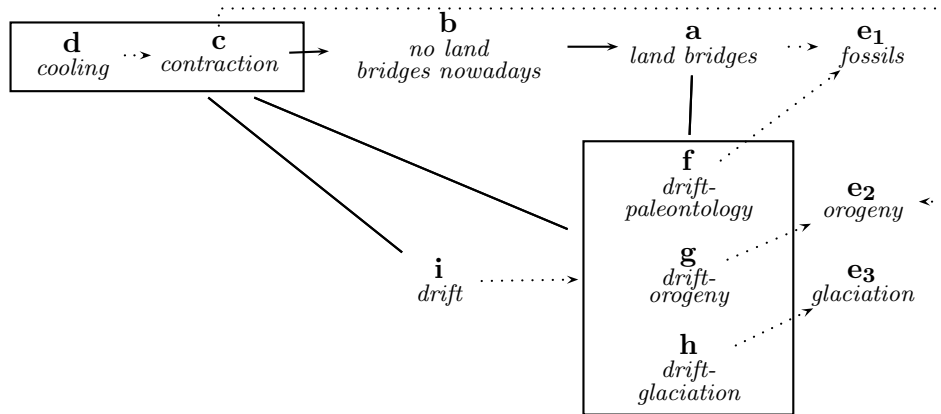 d
cooling
c
contraction
b
no land
bridges nowadays
a
land bridges
e₁
fossils
f
drift-
paleontology
e₂
orogeny
g
drift-
orogeny
i
drift
e₃
glaciation
h
drift-
glaciation